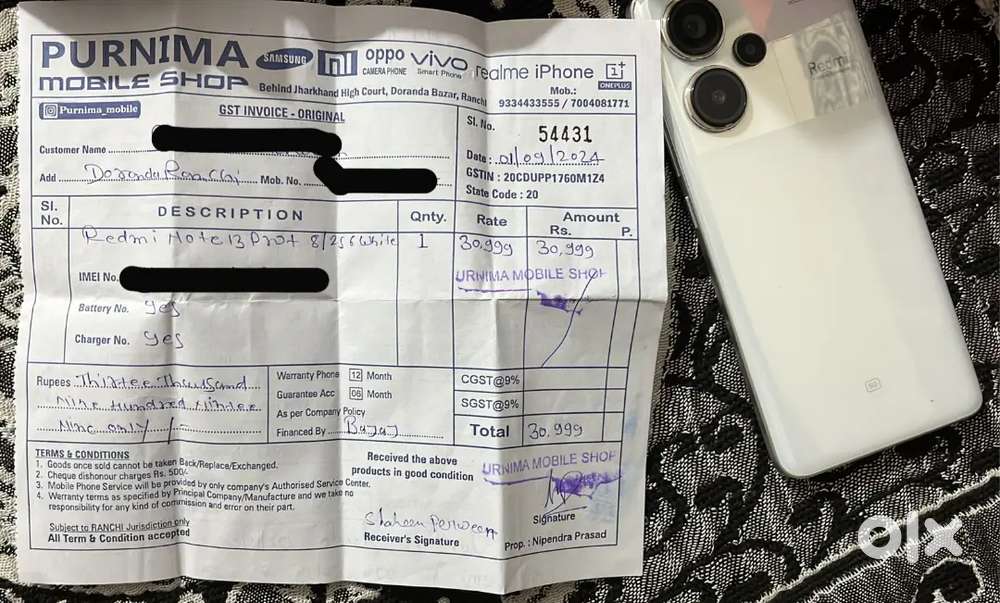 PURNIMA
MOBILE SHOP
SAMSUNG mi oppo CAMERA PHONE vivo Smart Phone realme iPhone 1+ ONEPLUS
Behind Jharkhand High Court, Doranda Bazar, Ranchi
Mob.:
9334433555 / 7004081771
Purnima_mobile
GST INVOICE - ORIGINAL
Sl. No. 54431
Customer Name
Date : 01/09/2024
Add Doranda Ranchi Mob. No.
GSTIN : 20CDUPP1760M1Z4
State Code : 20
Sl. No. DESCRIPTION Qnty. Rate Amount
Rs. P.
Redmi Note 13 Pro+ 8/256 White 1 30,999 30,999
IMEI No.
URNIMA MOBILE SHOP
Battery No. Yes
Charger No. Yes
Rupees Thirtee Thousand
Nine Hundred Nintee
Nine only/-
Warranty Phone 12 Month
Guarantee Acc 06 Month
As per Company Policy
Financed By Bajaj
CGST@9%
SGST@9%
Total 30,999
TERMS & CONDITIONS
1. Goods once sold cannot be taken Back/Replace/Exchanged.
2. Cheque dishonour charges Rs. 500/-
3. Mobile Phone Service will be provided by only company's Authorised Service Center.
4. Warranty terms as specified by Principal Company/Manufacture and we take no
responsibility for any kind of commission and error on their part.
Subject to RANCHI Jurisdiction only
All Term & Condition accepted
Received the above
products in good condition
Shaheen Perween
Receiver's Signature
URNIMA MOBILE SHOP
Signature
Prop. : Nipendra Prasad
Redmi
5G
olx